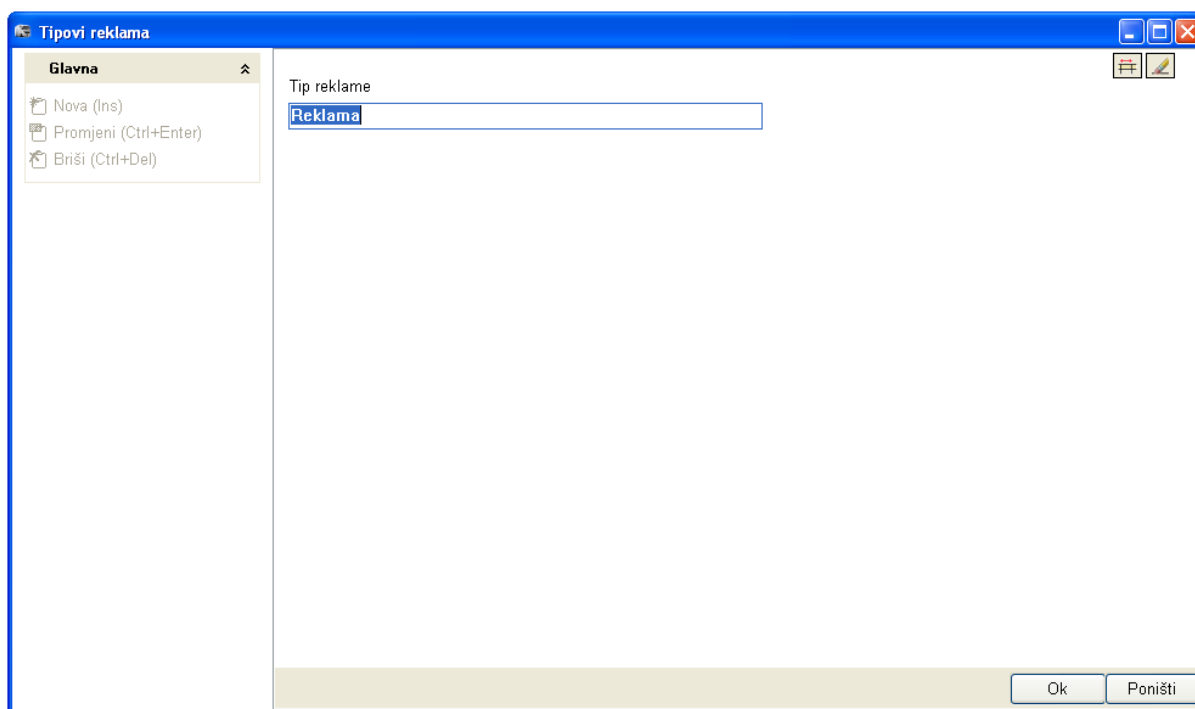 Tipovi reklama
Glavna
Nova (Ins)
Promjeni (Ctrl+Enter)
Briši (Ctrl+Del)
Tip reklame
Reklama
Ok
Poništi